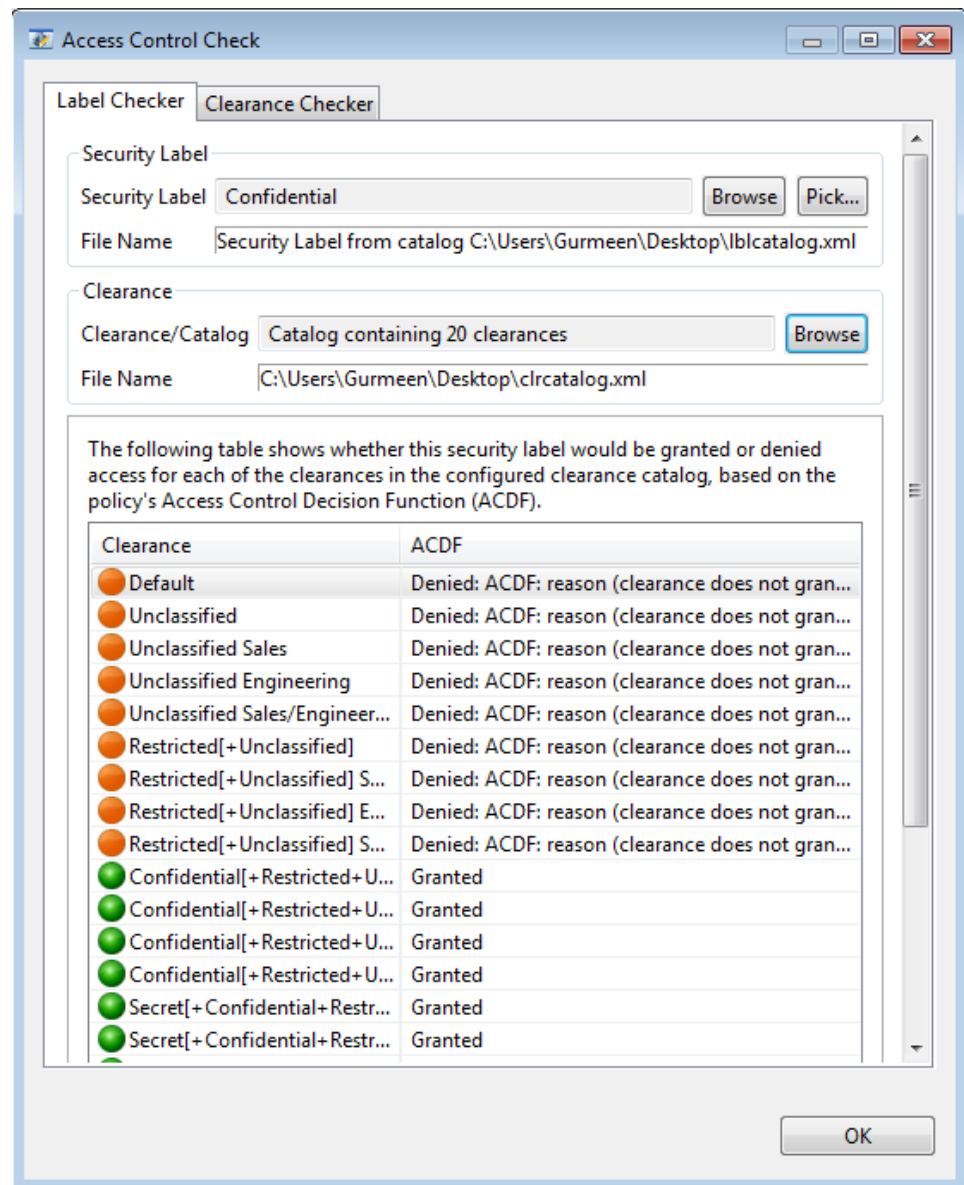 Access Control Check
Label Checker Clearance Checker
Security Label
Security Label Confidential Browse Pick...
File Name Security Label from catalog C:\Users\Gurmeen\Desktop\lblcatalog.xml
Clearance
Clearance/Catalog Catalog containing 20 clearances Browse
File Name C:\Users\Gurmeen\Desktop\clrcatalog.xml
The following table shows whether this security label would be granted or denied
access for each of the clearances in the configured clearance catalog, based on the
policy's Access Control Decision Function (ACDF).
Clearance ACDF
Default Denied: ACDF: reason (clearance does not gran...
Unclassified Denied: ACDF: reason (clearance does not gran...
Unclassified Sales Denied: ACDF: reason (clearance does not gran...
Unclassified Engineering Denied: ACDF: reason (clearance does not gran...
Unclassified Sales/Engineer... Denied: ACDF: reason (clearance does not gran...
Restricted[+Unclassified] Denied: ACDF: reason (clearance does not gran...
Restricted[+Unclassified] S... Denied: ACDF: reason (clearance does not gran...
Restricted[+Unclassified] E... Denied: ACDF: reason (clearance does not gran...
Restricted[+Unclassified] S... Denied: ACDF: reason (clearance does not gran...
Confidential[+Restricted+U... Granted
Confidential[+Restricted+U... Granted
Confidential[+Restricted+U... Granted
Confidential[+Restricted+U... Granted
Secret[+Confidential+Restr... Granted
Secret[+Confidential+Restr... Granted
OK